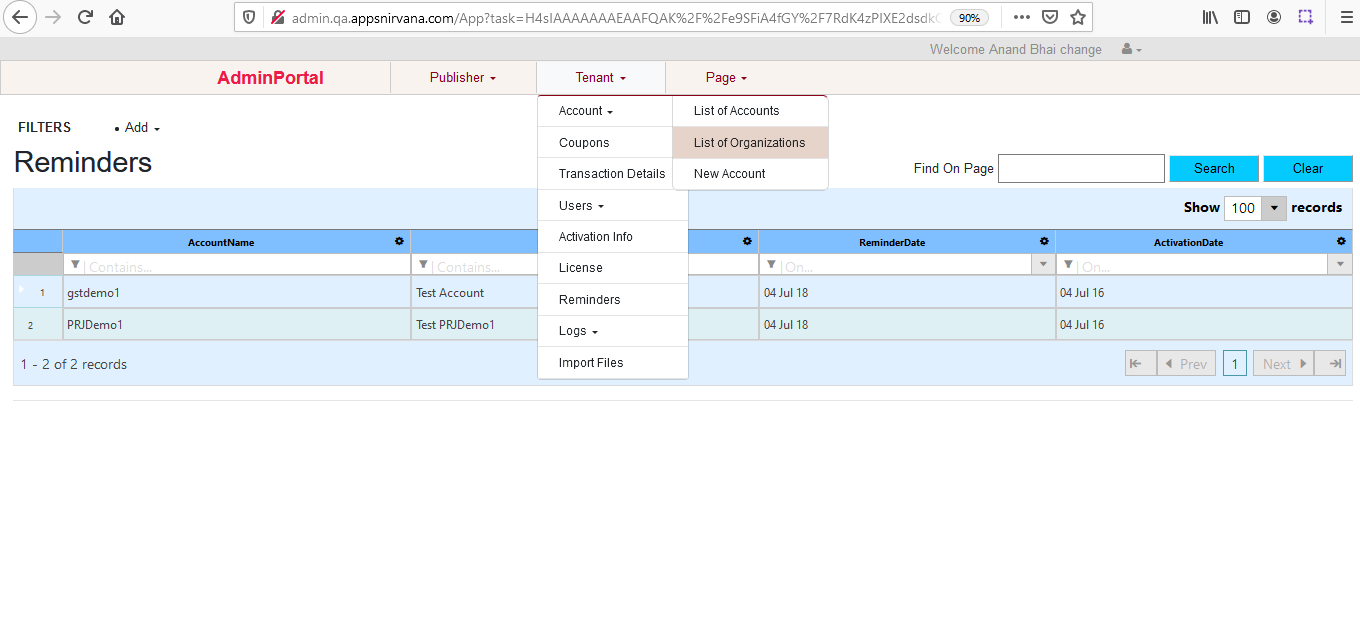 admin.qa.appsnirvana.com/App?task=H4sIAAAAAAAEAAFQAK%2F%2Fe9SFiA4fGY%2F7RdK4zPIXE2dsdk 90%
Welcome Anand Bhai change
AdminPortal Publisher Tenant Page
Account List of Accounts
FILTERS • Add
Coupons List of Organizations
Reminders
Transaction Details New Account
Find On Page Search Clear
Users
Show 100 records
Activation Info
AccountName ReminderDate ActivationDate
Contains... Contains... On... On...
License
1 gstdemo1 Test Account 04 Jul 18 04 Jul 16
Reminders
2 PRJDemo1 Test PRJDemo1 04 Jul 18 04 Jul 16
Logs
Import Files
1 - 2 of 2 records Prev 1 Next